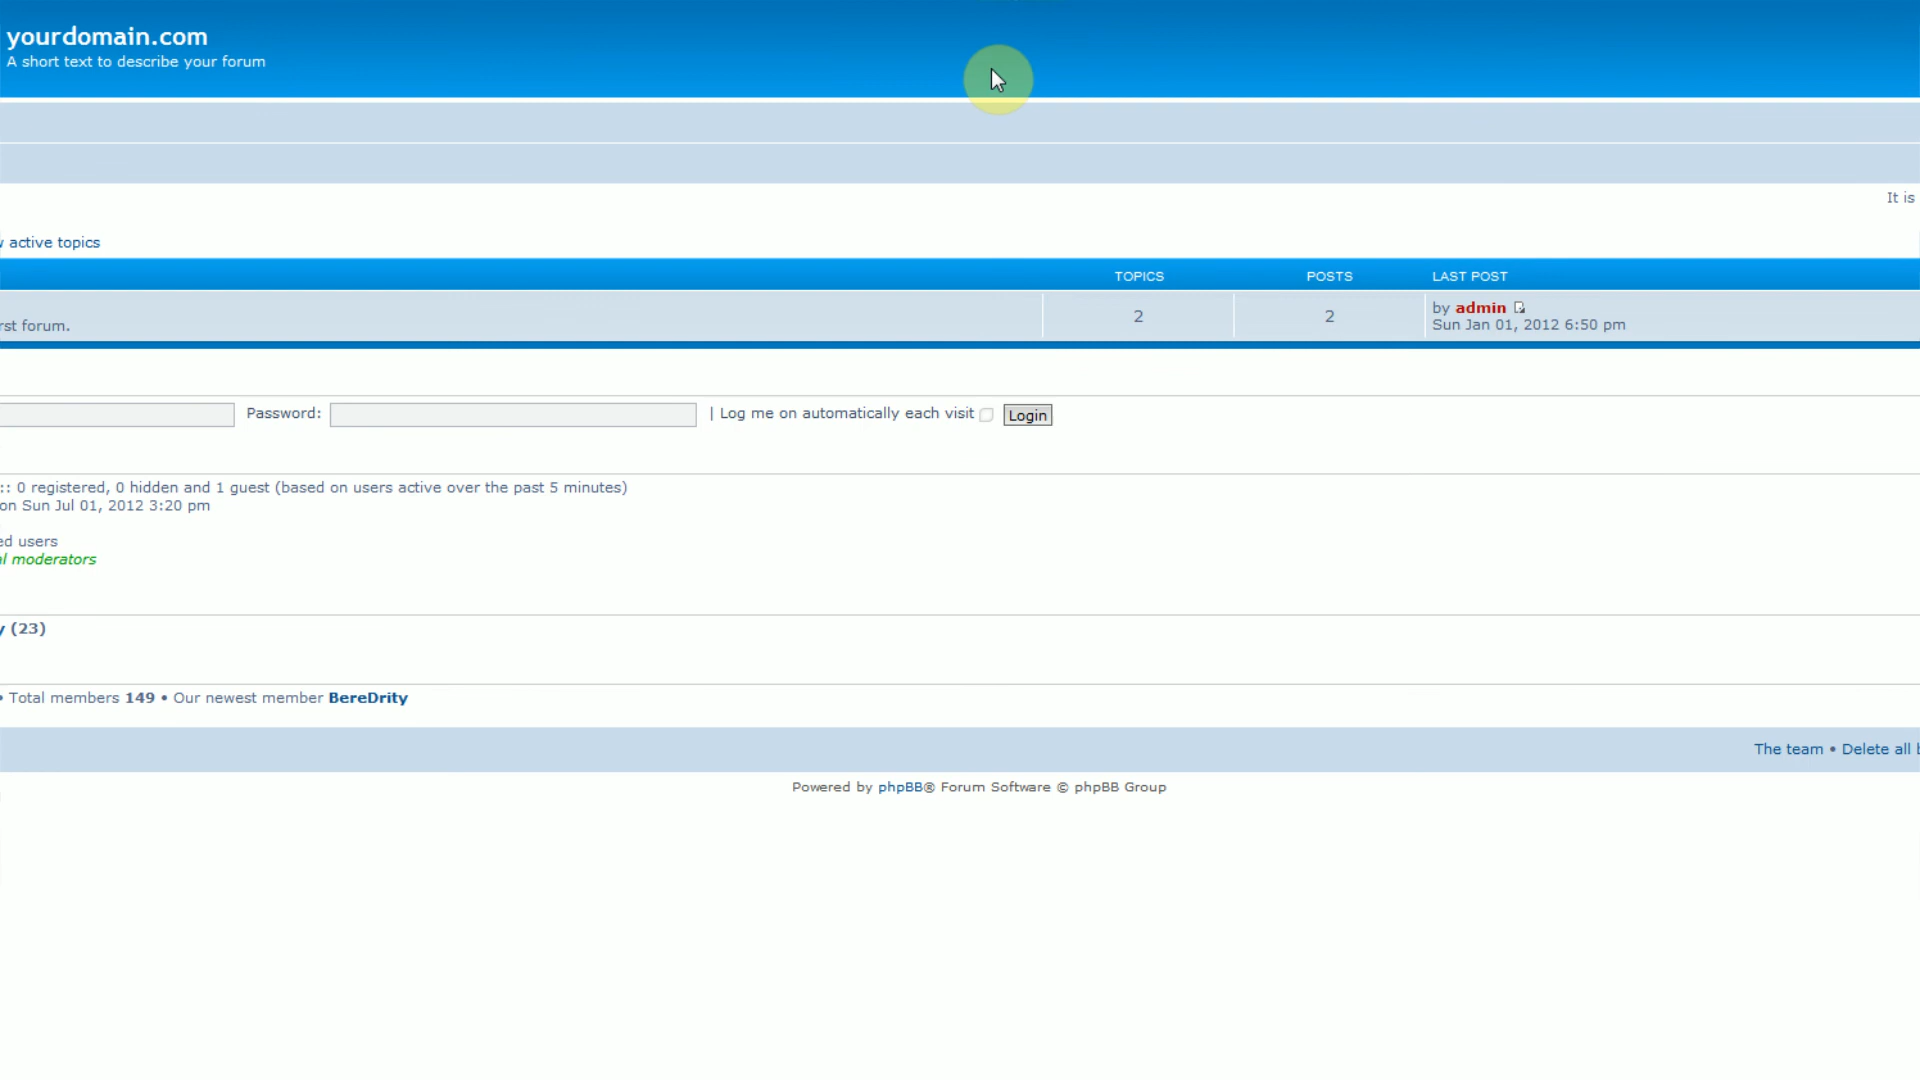 yourdomain.com
A short text to describe your forum
It is
active topics
TOPICS POSTS LAST POST
rst forum. 2 2 by admin
Sun Jan 01, 2012 6:50 pm
Password: | Log me on automatically each visit Login
:: 0 registered, 0 hidden and 1 guest (based on users active over the past 5 minutes)
on Sun Jul 01, 2012 3:20 pm
ed users
al moderators
y (23)
• Total members 149 • Our newest member BereDrity
The team • Delete all b
Powered by phpBB® Forum Software © phpBB Group